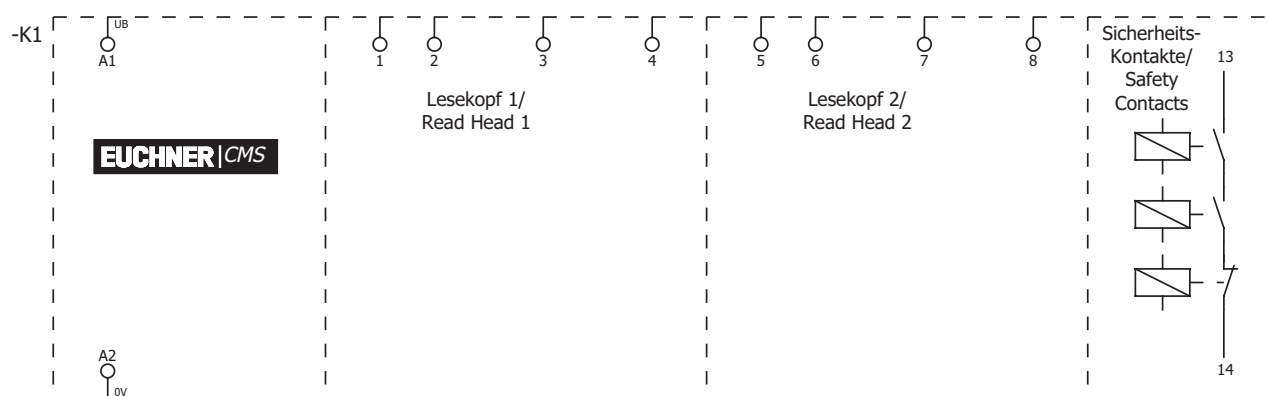 -K1
UB
A1
1
2
3
4
5
6
7
8
Sicherheits-
Kontakte/
Safety
Contacts
13
Lesekopf 1/
Read Head 1
Lesekopf 2/
Read Head 2
EUCHNER|CMS
A2
0V
14